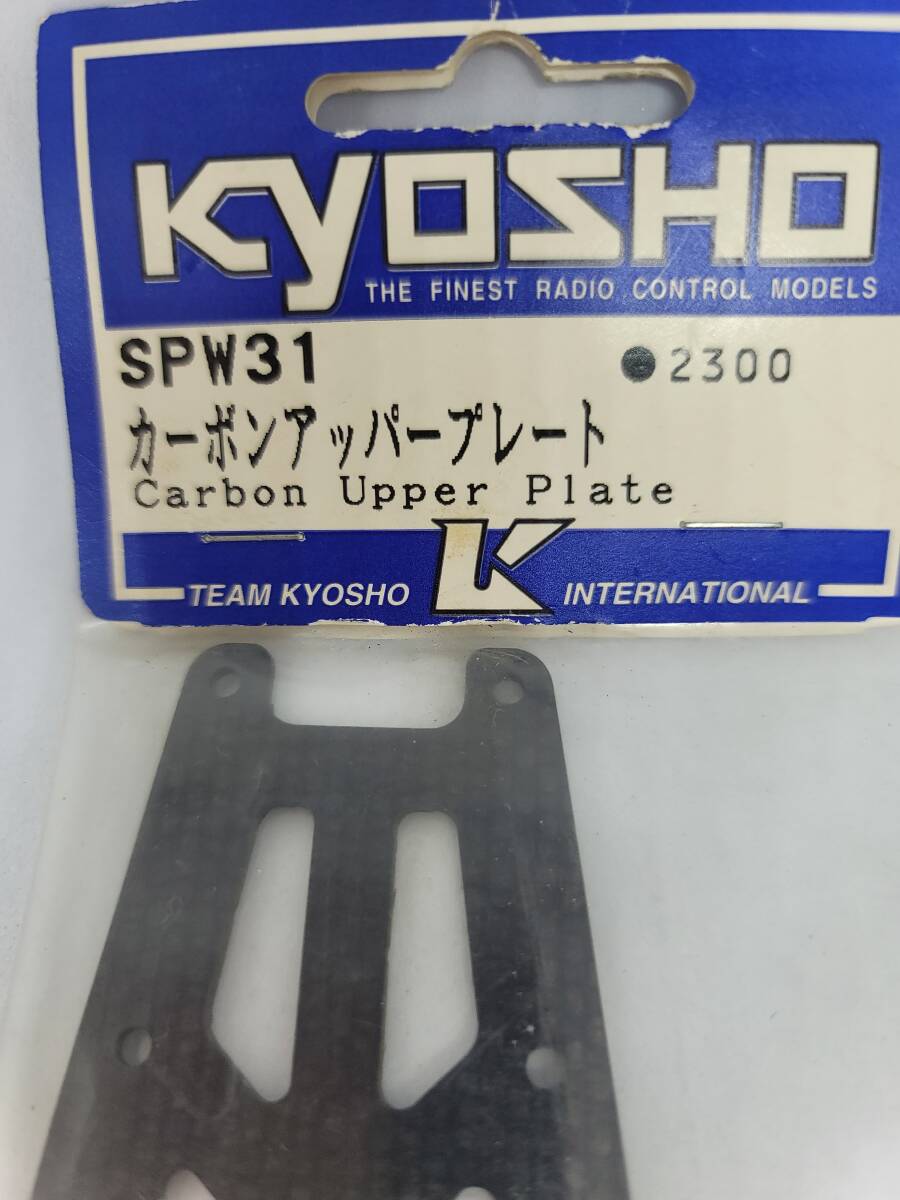 KYOSHO
THE FINEST RADIO CONTROL MODELS
SPW31 ●2300
カーボンアッパープレート
Carbon Upper Plate
TEAM KYOSHO K INTERNATIONAL